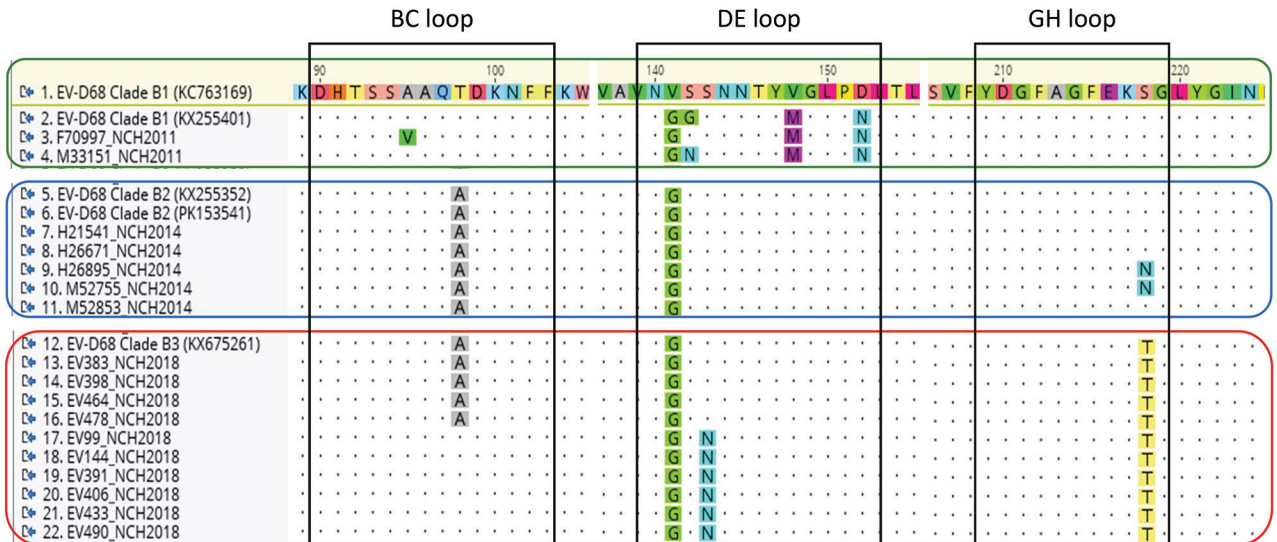 BC loop DE loop GH loop
90 100 140 150 210 220
1. EV-D68 Clade B1 (KC763169) KDHTSSAAQTDKNFFKW VAVNVSSNNTYVGLPDLTL SVFYDGFAGFEKSGLYGIN
2. EV-D68 Clade B1 (KX255401) G G M N
3. F70997_NCH2011 V G M N
4. M33151_NCH2011 G N M N
5. EV-D68 Clade B2 (KX255352) A G
6. EV-D68 Clade B2 (PK153541) A G
7. H21541_NCH2014 A G
8. H26671_NCH2014 A G
9. H26895_NCH2014 A G N
10. M52755_NCH2014 A G N
11. M52853_NCH2014 A G
12. EV-D68 Clade B3 (KX675261) A G T
13. EV383_NCH2018 A G T
14. EV398_NCH2018 A G T
15. EV464_NCH2018 A G T
16. EV478_NCH2018 A G T
17. EV99_NCH2018 G N T
18. EV144_NCH2018 G N T
19. EV391_NCH2018 G N T
20. EV406_NCH2018 G N T
21. EV433_NCH2018 G N T
22. EV490_NCH2018 G N T